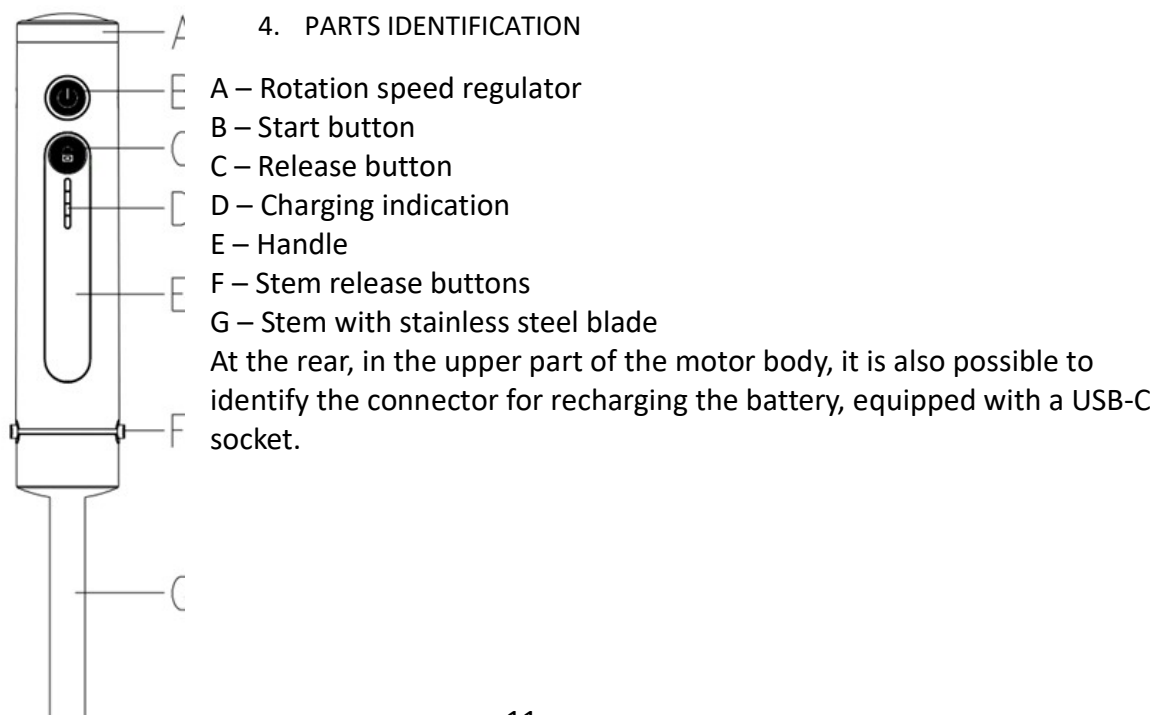 4. PARTS IDENTIFICATION
A
A – Rotation speed regulator
B – Start button
C – Release button
D – Charging indication
E – Handle
F – Stem release buttons
G – Stem with stainless steel blade
At the rear, in the upper part of the motor body, it is also possible to
identify the connector for recharging the battery, equipped with a USB-C
socket.